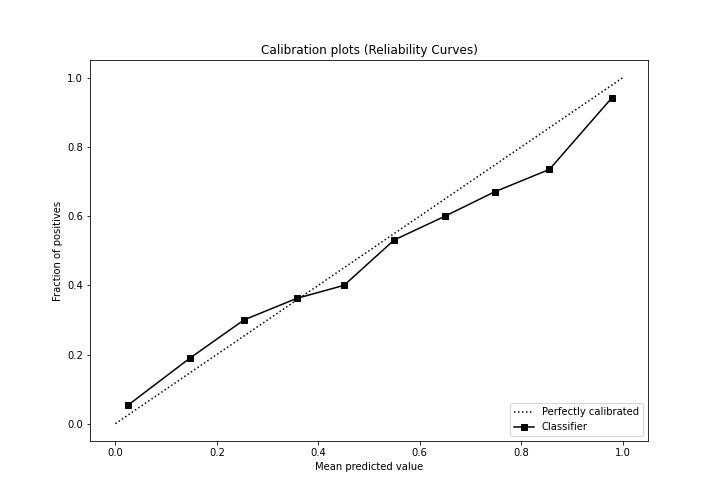 Calibration plots (Reliability Curves)
Fraction of positives
1.0
0.8
0.6
0.4
0.2
0.0
0.0 0.2 0.4 0.6 0.8 1.0
Mean predicted value
Perfectly calibrated
Classifier